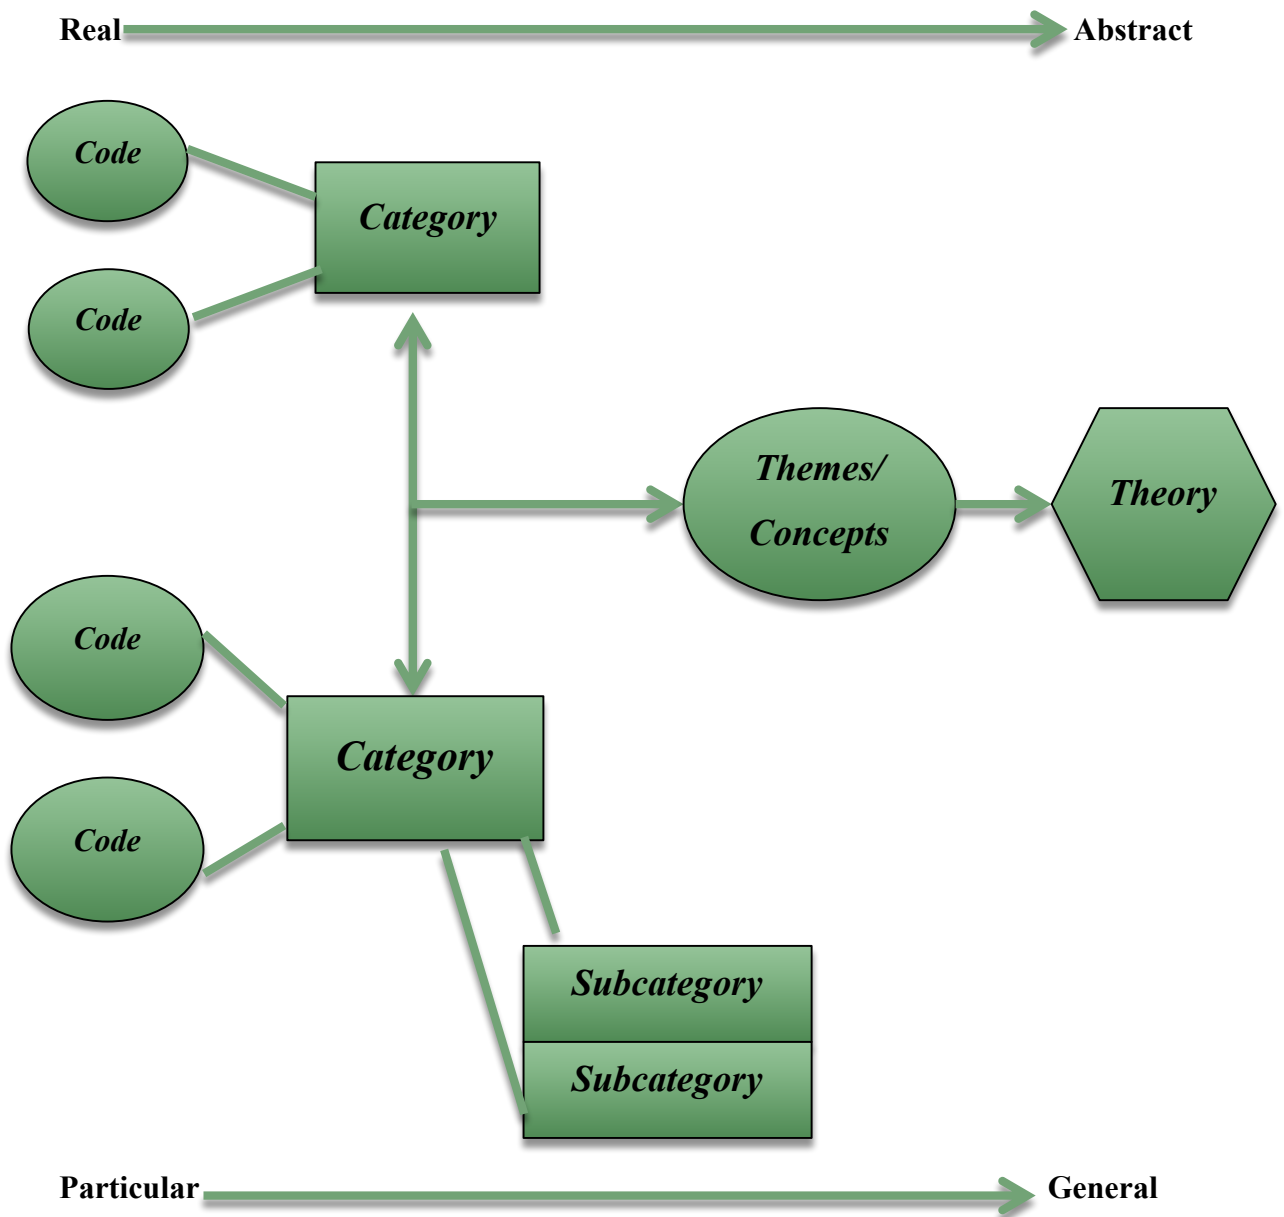 Real Abstract
Code
Category
Code
Themes/
Concepts
Theory
Code
Category
Code
Subcategory
Subcategory
Particular General